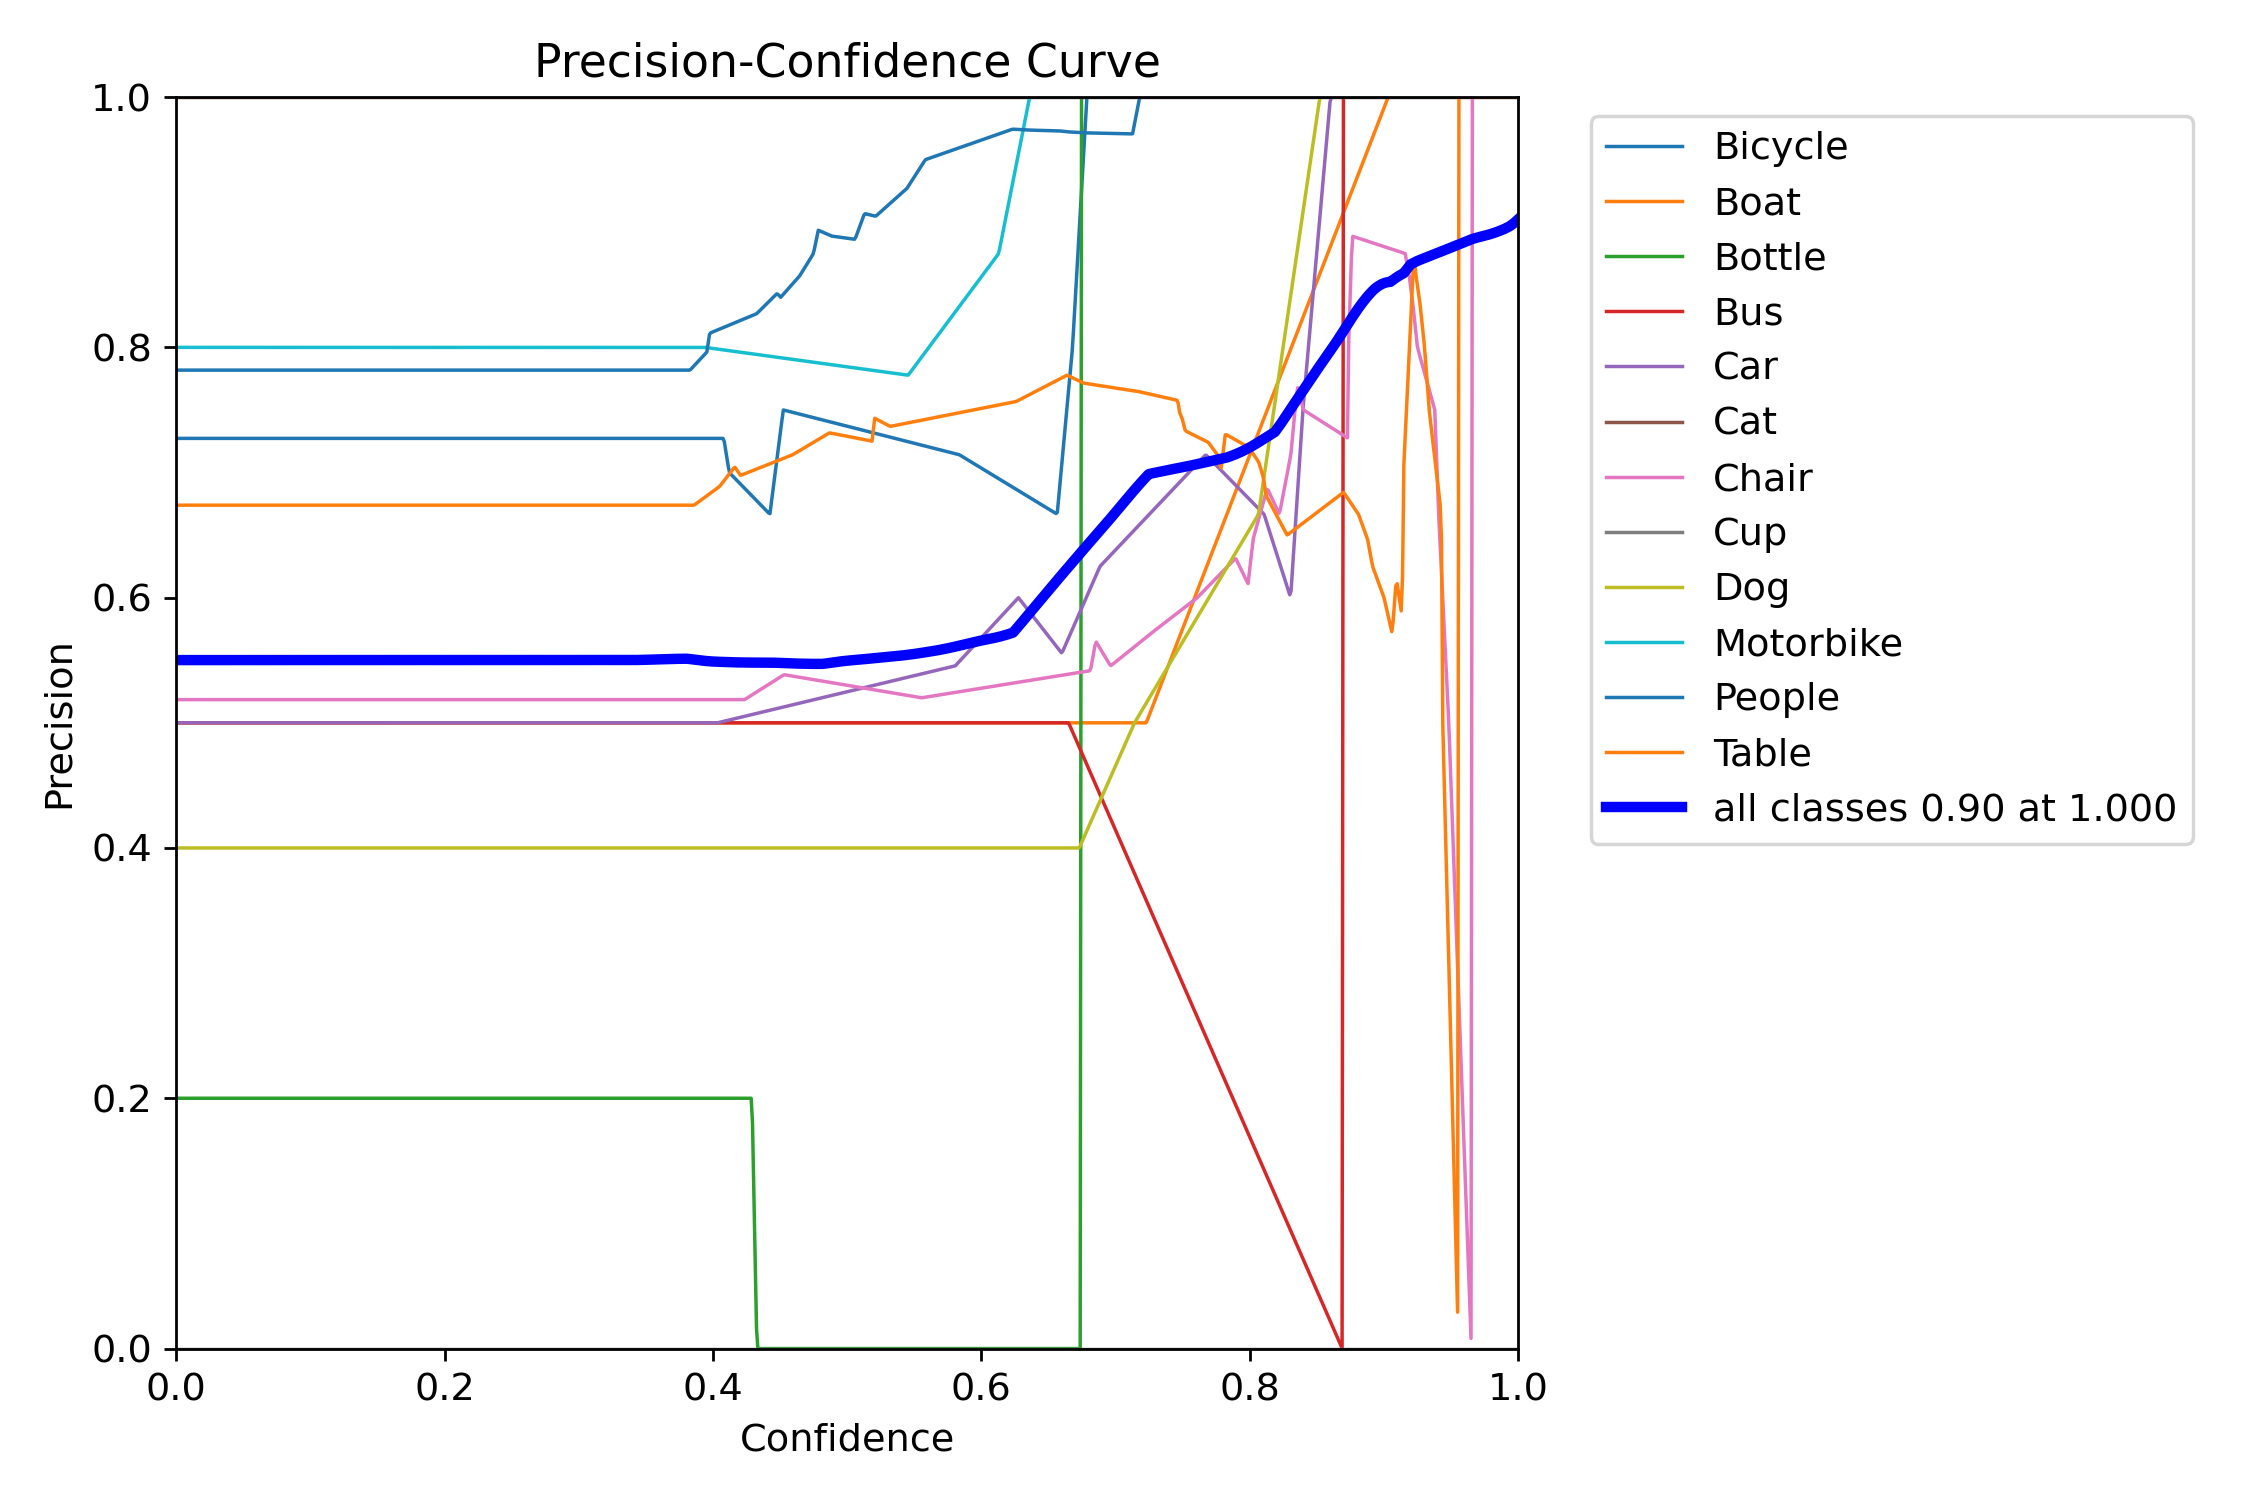 Precision-Confidence Curve
1.0
0.8
0.6
0.4
0.2
0.0
Precision
0.0 0.2 0.4 0.6 0.8 1.0
Confidence
Bicycle
Boat
Bottle
Bus
Car
Cat
Chair
Cup
Dog
Motorbike
People
Table
all classes 0.90 at 1.000